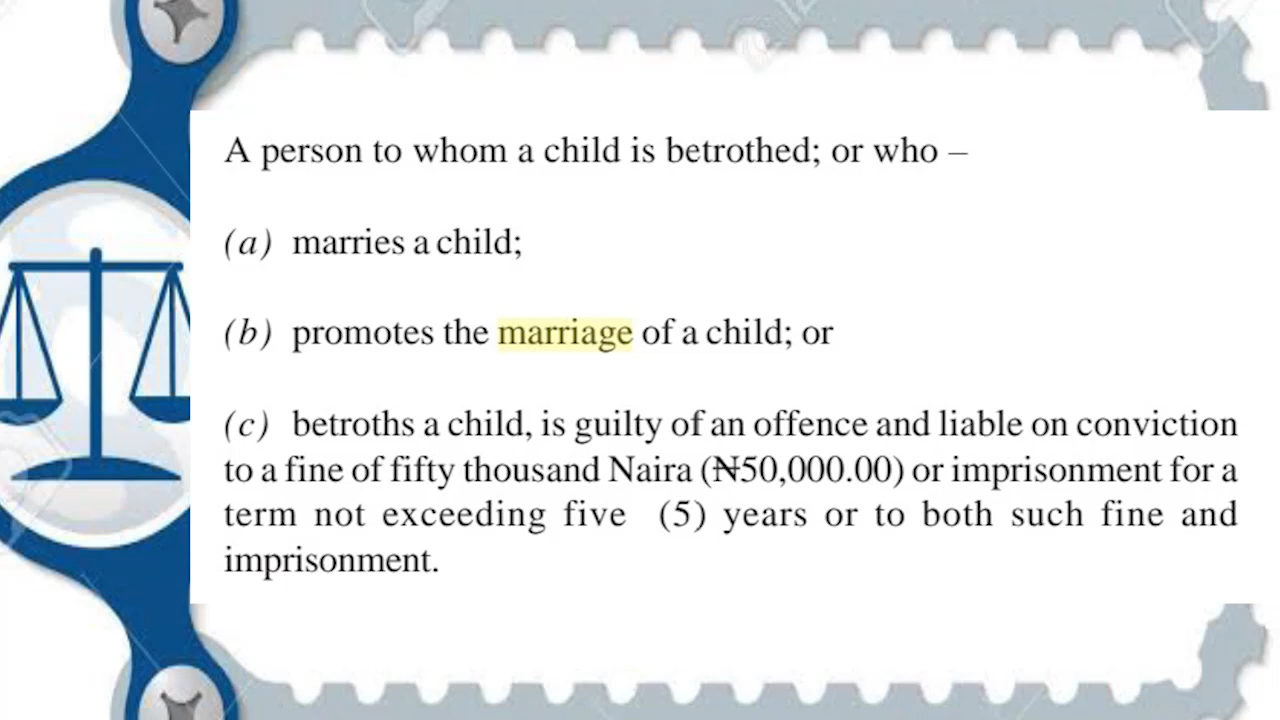 A person to whom a child is betrothed; or who –
(a) marries a child;
(b) promotes the marriage of a child; or
(c) betroths a child, is guilty of an offence and liable on conviction
to a fine of fifty thousand Naira (₦50,000.00) or imprisonment for a
term not exceeding five (5) years or to both such fine and
imprisonment.